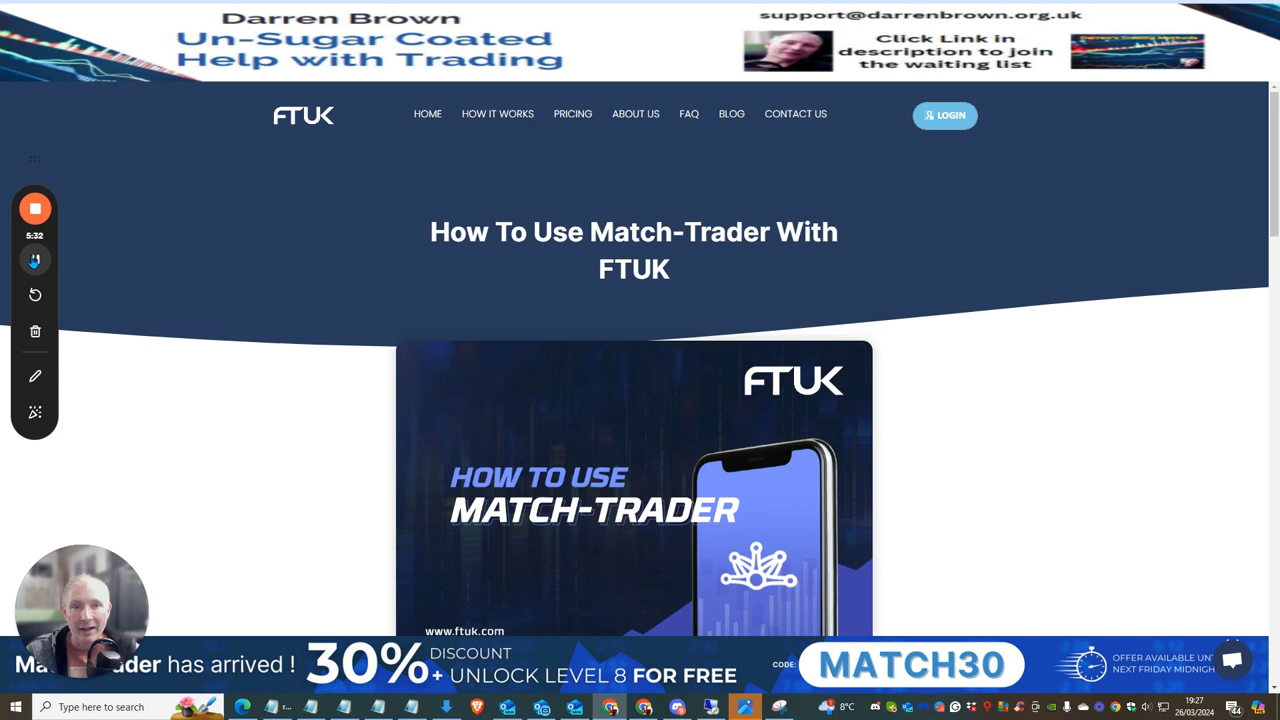 Darren Brown
Un-Sugar Coated
Help with Trading
support@darrenbrown.org.uk
Click Link in
description to join
the waiting list
FTUK
HOME
HOW IT WORKS
PRICING
ABOUT US
FAQ
BLOG
CONTACT US
LOGIN
5:32
How To Use Match-Trader With
FTUK
FTUK
HOW TO USE
MATCH-TRADER
www.ftuk.com
has arrived !
30%
DISCOUNT
+ UNLOCK LEVEL 8 FOR FREE
CODE:
MATCH30
OFFER AVAILABLE
NEXT FRIDAY
Type here to search
r...
8°C
19:27
26/03/2024